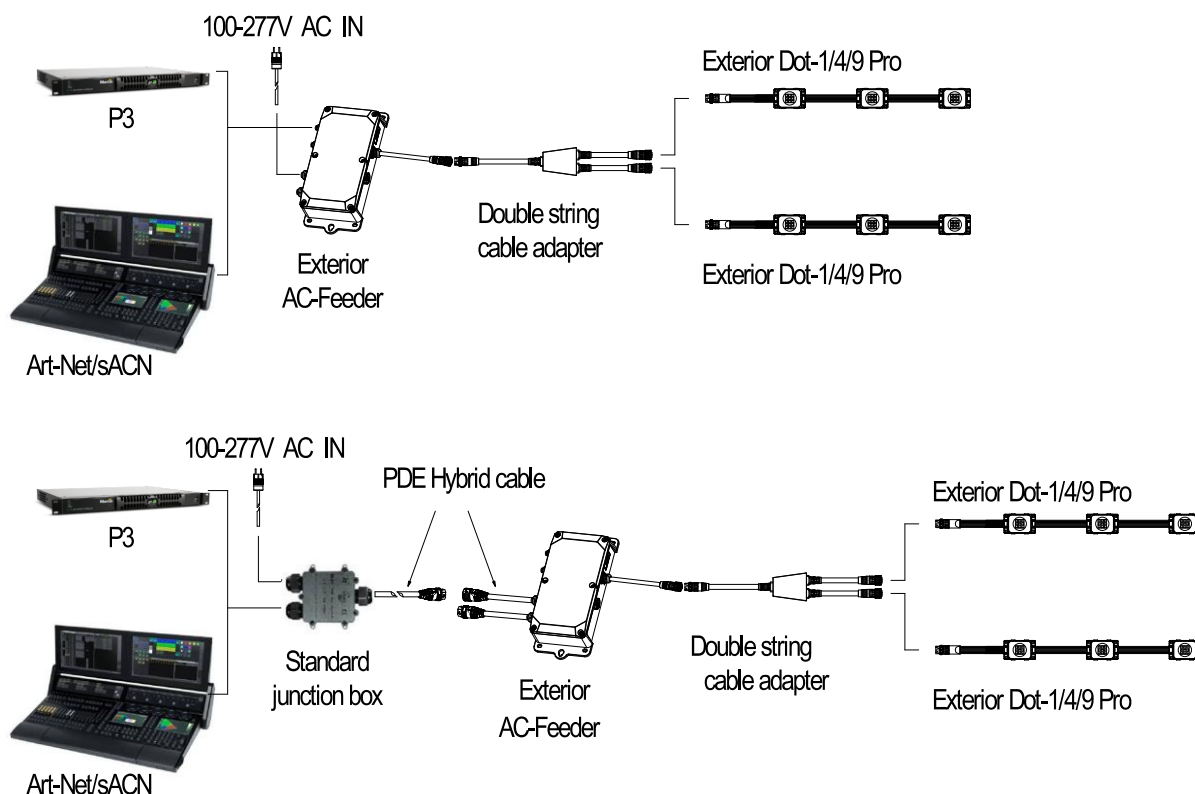 100-277V AC IN
P3
Exterior Dot-1/4/9 Pro
Double string
cable adapter
Exterior
AC-Feeder
Exterior Dot-1/4/9 Pro
Art-Net/sACN
100-277V AC IN
PDE Hybrid cable
P3
Exterior Dot-1/4/9 Pro
Standard
junction box
Exterior
AC-Feeder
Double string
cable adapter
Exterior Dot-1/4/9 Pro
Art-Net/sACN